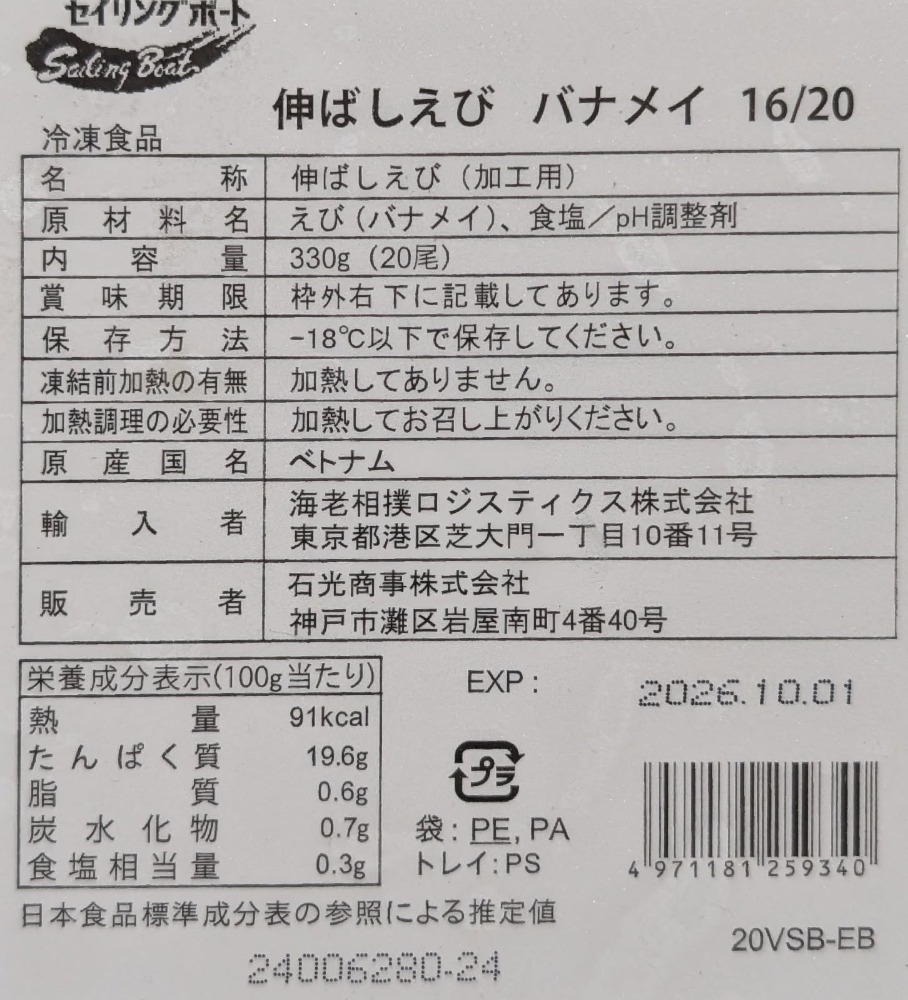 セイリングボート
Sailing Boat
伸ばしえび バナメイ 16/20
冷凍食品
名称 伸ばしえび（加工用）
原材料名 えび（バナメイ）、食塩／pH調整剤
内容量 330g（20尾）
賞味期限 枠外右下に記載してあります。
保存方法 -18℃以下で保存してください。
凍結前加熱の有無 加熱してありません。
加熱調理の必要性 加熱してお召し上がりください。
原産国名 ベトナム
輸入者 海老相撲ロジスティクス株式会社
東京都港区芝大門一丁目10番11号
販売者 石光商事株式会社
神戸市灘区岩屋南町4番40号
栄養成分表示(100g当たり)
熱量 91kcal
たんぱく質 19.6g
脂質 0.6g
炭水化物 0.7g
食塩相当量 0.3g
日本食品標準成分表の参照による推定値
EXP : 2026.10.01
プラ
袋 : PE, PA
トレイ : PS
4 971181 259340
20VSB-EB
24006280-24